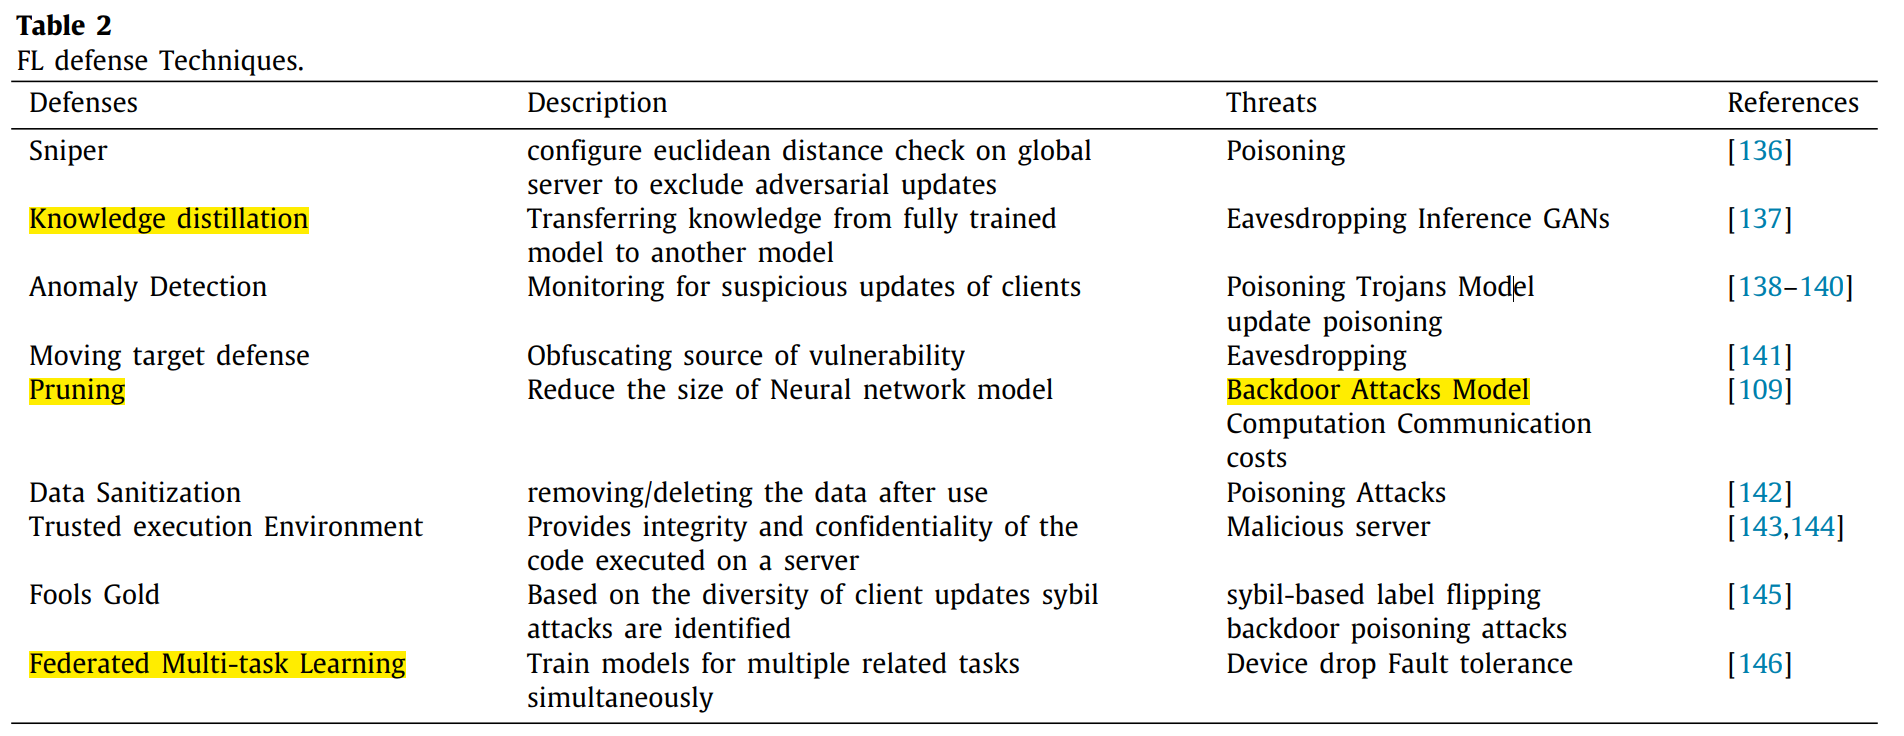 Table 2
FL defense Techniques.
Defenses Description Threats References
Sniper configure euclidean distance check on global Poisoning [136]
server to exclude adversarial updates
Knowledge distillation Transferring knowledge from fully trained Eavesdropping Inference GANs [137]
model to another model
Anomaly Detection Monitoring for suspicious updates of clients Poisoning Trojans Model [138–140]
update poisoning
Moving target defense Obfuscating source of vulnerability Eavesdropping [141]
Pruning Reduce the size of Neural network model Backdoor Attacks Model [109]
Computation Communication
costs
Data Sanitization removing/deleting the data after use Poisoning Attacks [142]
Trusted execution Environment Provides integrity and confidentiality of the Malicious server [143,144]
code executed on a server
Fools Gold Based on the diversity of client updates sybil sybil-based label flipping [145]
attacks are identified backdoor poisoning attacks
Federated Multi-task Learning Train models for multiple related tasks Device drop Fault tolerance [146]
simultaneously